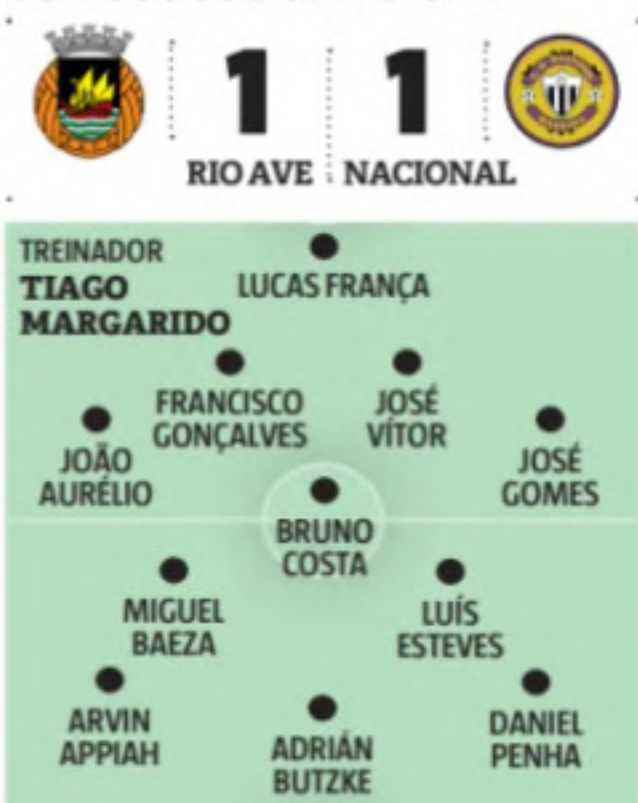 1 1
RIO AVE NACIONAL
TREINADOR
TIAGO
MARGARIDO
LUCAS FRANÇA
FRANCISCO
GONÇALVES
JOSÉ
VÍTOR
JOÃO
AURÉLIO
JOSÉ
GOMES
BRUNO
COSTA
MIGUEL
BAEZA
LUÍS
ESTEVES
ARVIN
APPIAH
ADRIÁN
BUTZKE
DANIEL
PENHA